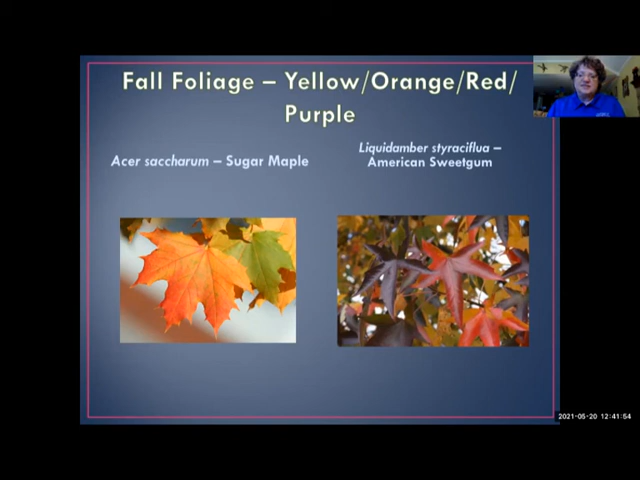 Fall Foliage – Yellow/Orange/Red/
Purple
Acer saccharum – Sugar Maple
Liquidamber styraciflua –
American Sweetgum
2021-05-20 12:41:54